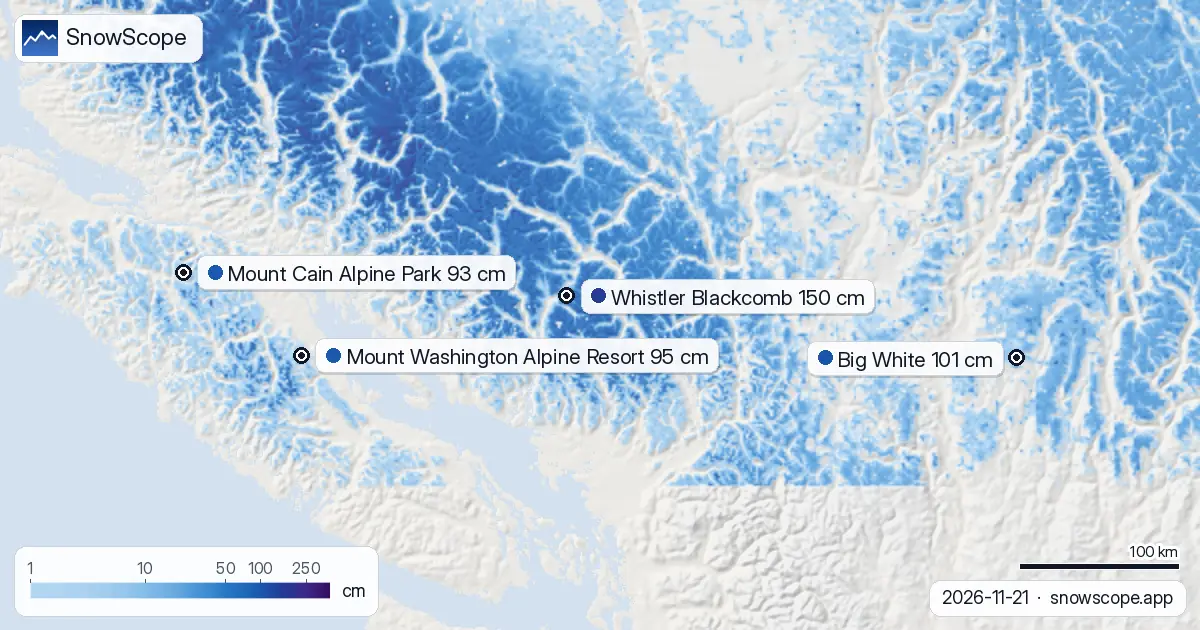 SnowScope
Mount Cain Alpine Park 93 cm
Whistler Blackcomb 150 cm
Mount Washington Alpine Resort 95 cm
Big White 101 cm
1 10 50 100 250
cm
100 km
2026-11-21 · snowscope.app